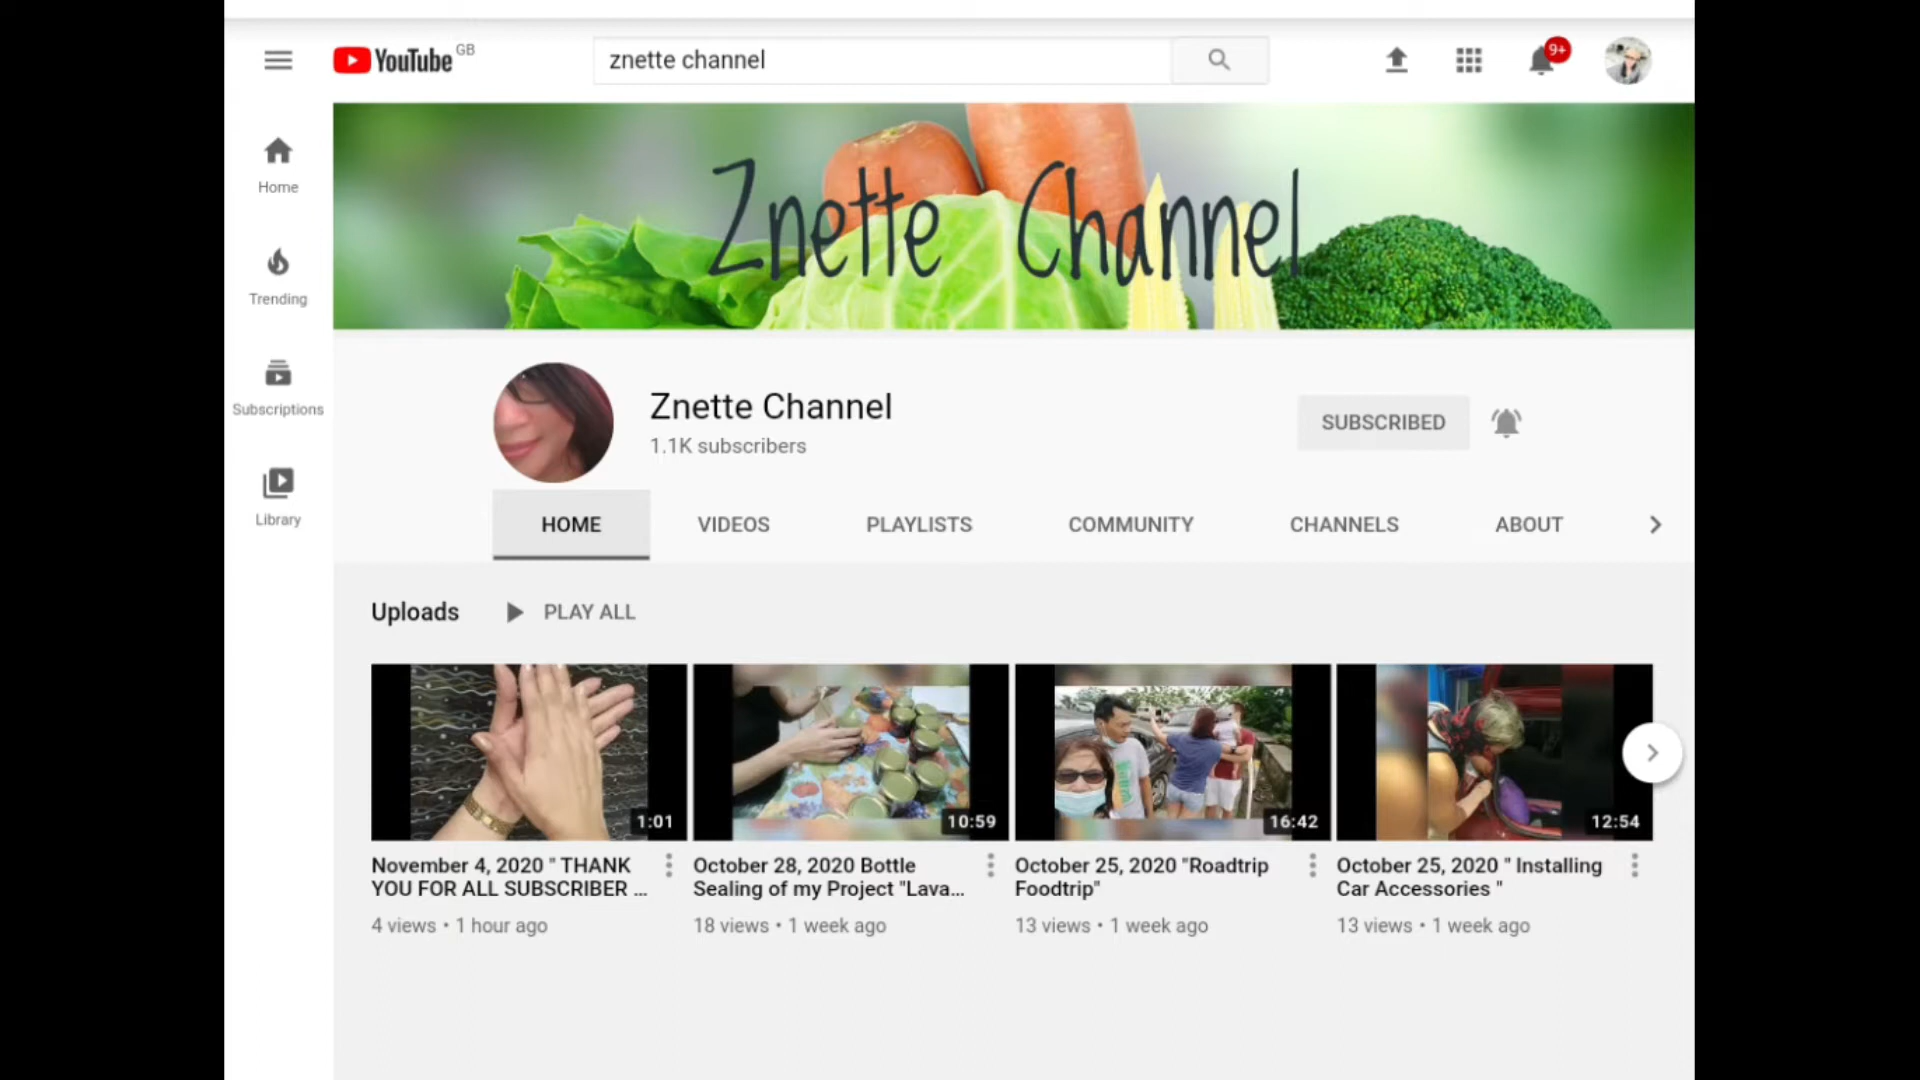 YouTube GB
znette channel
9+
Home
Trending
Subscriptions
Library
Znette Channel
Znette Channel
1.1K subscribers
SUBSCRIBED
HOME
VIDEOS
PLAYLISTS
COMMUNITY
CHANNELS
ABOUT
Uploads
PLAY ALL
1:01
10:59
16:42
12:54
November 4, 2020 " THANK
YOU FOR ALL SUBSCRIBER ...
4 views • 1 hour ago
October 28, 2020 Bottle
Sealing of my Project "Lava...
18 views • 1 week ago
October 25, 2020 "Roadtrip
Foodtrip"
13 views • 1 week ago
October 25, 2020 " Installing
Car Accessories "
13 views • 1 week ago